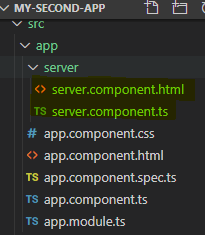 MY-SECOND-APP
src
app
server
server.component.html
TS server.component.ts
# app.component.css
app.component.html
TS app.component.spec.ts
TS app.component.ts
TS app.module.ts